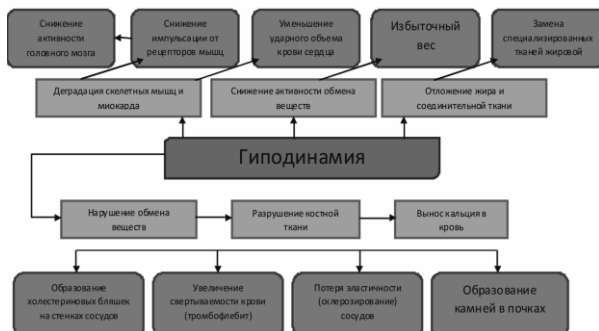 Снижение
активности
головного мозга
Снижение
импульсации от
рецепторов мышц
Уменьшение
ударного объема
крови сердца
Избыточный
вес
Замена
специализированных
тканей жировой
Деградация скелетных мышц и
миокарда
Снижение активности обмена
веществ
Отложение жира и
соединительной ткани
Гиподинамия
Нарушение обмена
веществ
Разрушение костной
ткани
Вынос кальция в
кровь
Образование
холестериновых бляшек
на стенках сосудов
Увеличение
свертываемости крови
(тромбофлебит)
Потеря эластичности
(оклерозирование)
сосудов
Образование
камней в почках